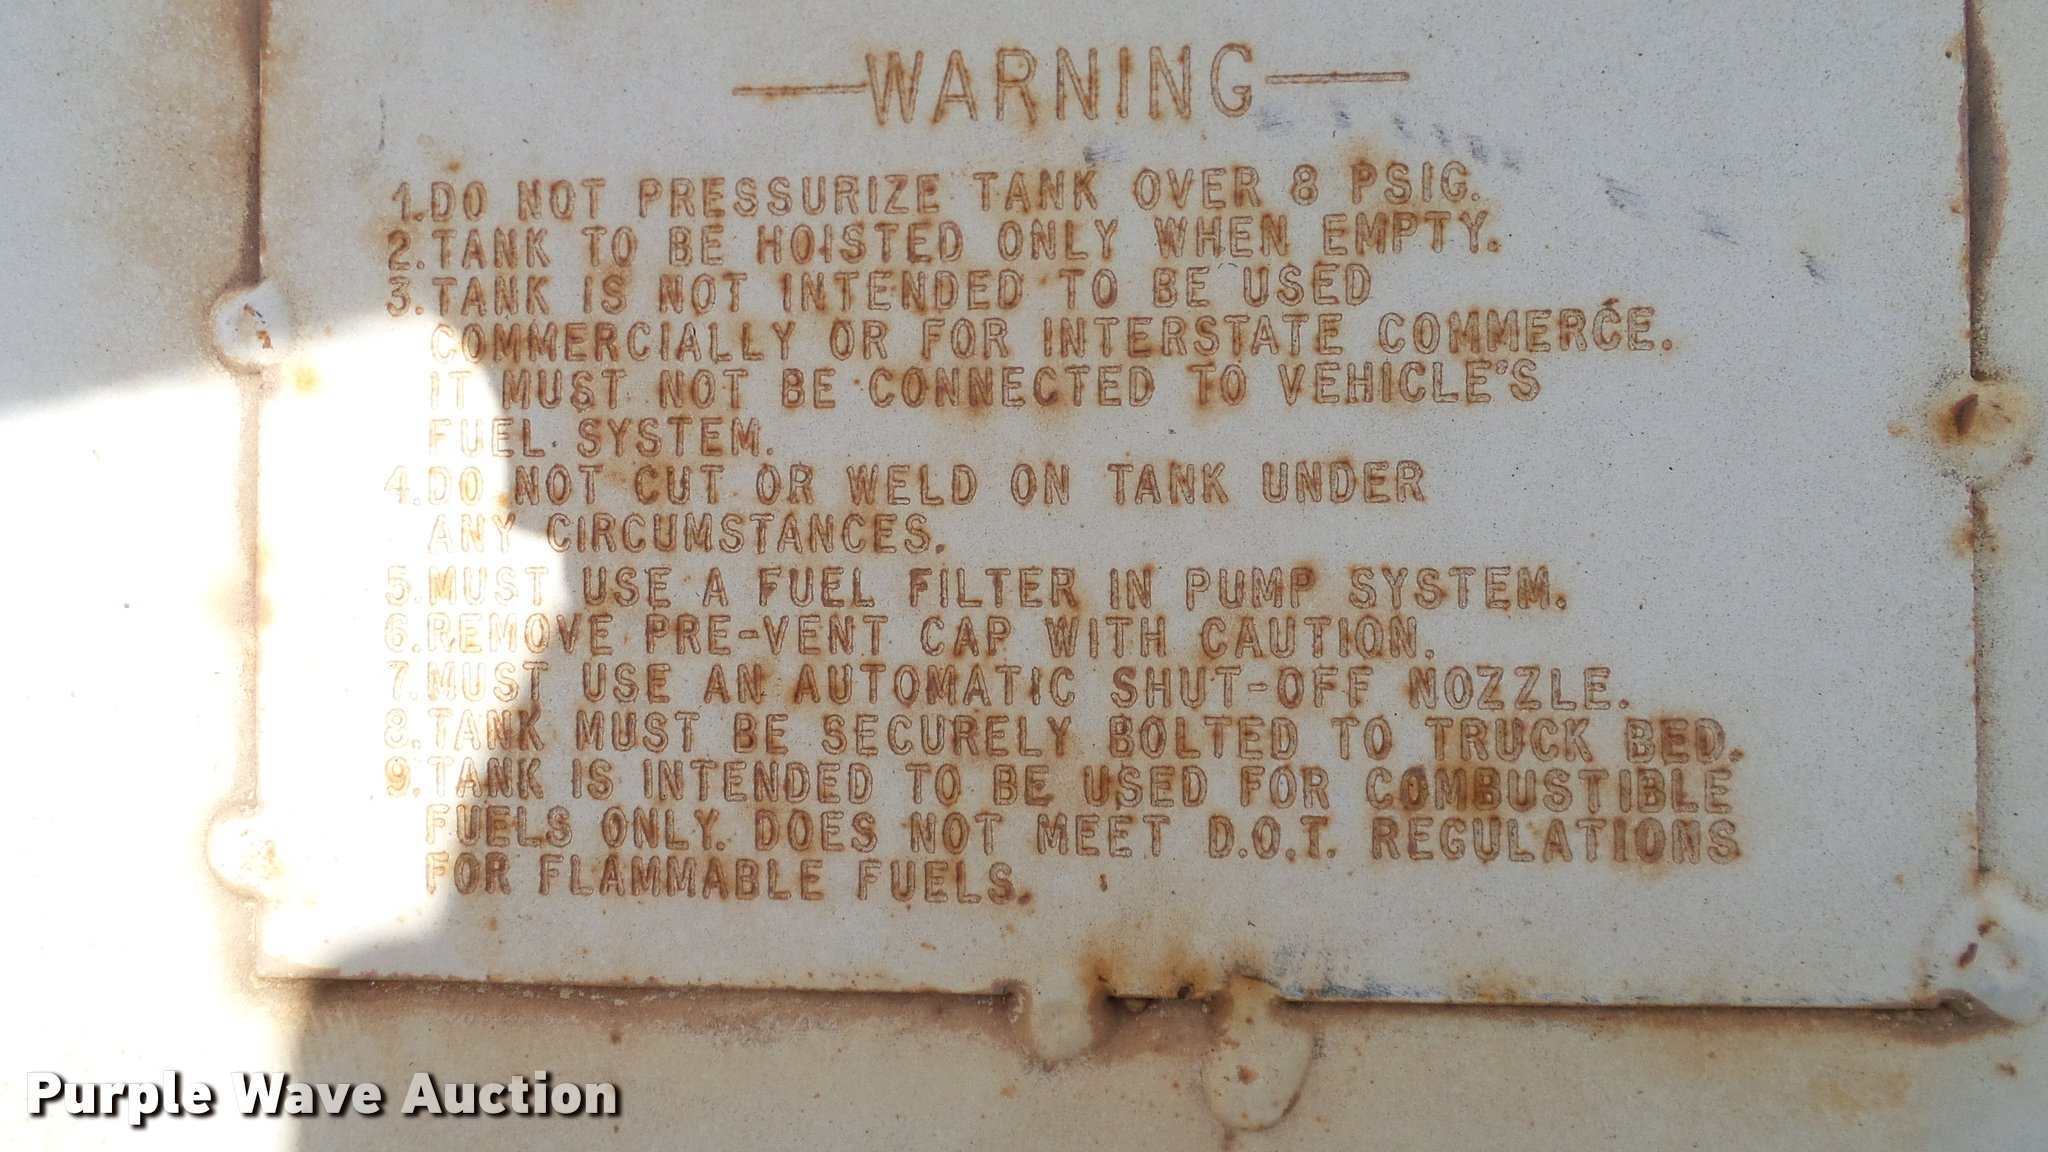 WARNING
1.DO NOT PRESSURIZE TANK OVER 8 PSIG.
2.TANK TO BE HOISTED ONLY WHEN EMPTY.
3.TANK IS NOT INTENDED TO BE USED
COMMERCIALLY OR FOR INTERSTATE COMMERCE.
IT MUST NOT BE CONNECTED TO VEHICLE'S
FUEL SYSTEM.
4.DO NOT CUT OR WELD ON TANK UNDER
ANY CIRCUMSTANCES.
5.MUST USE A FUEL FILTER IN PUMP SYSTEM.
6.REMOVE PRE-VENT CAP WITH CAUTION.
7.MUST USE AN AUTOMATIC SHUT-OFF NOZZLE.
8.TANK MUST BE SECURELY BOLTED TO TRUCK BED.
9.TANK IS INTENDED TO BE USED FOR COMBUSTIBLE
FUELS ONLY. DOES NOT MEET D.O.T. REGULATIONS
FOR FLAMMABLE FUELS.
Purple Wave Auction